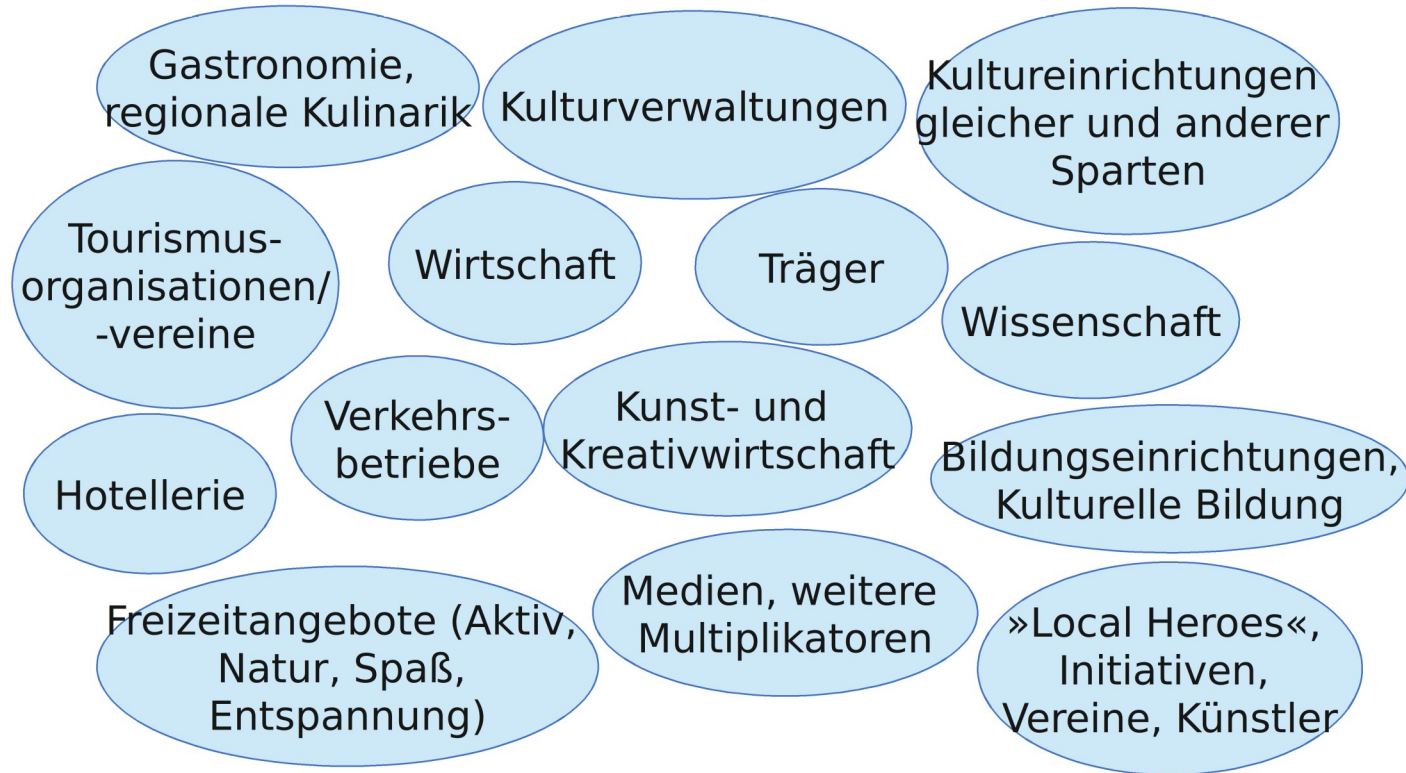 Gastronomie,
regionale Kulinarik
Kulturverwaltungen
Kultureinrichtungen
gleicher und anderer
Sparten
Tourismus-
organisationen/
-vereine
Wirtschaft
Träger
Wissenschaft
Verkehrs-
betriebe
Kunst- und
Kreativwirtschaft
Hotellerie
Bildungseinrichtungen,
Kulturelle Bildung
Freizeitangebote (Aktiv,
Natur, Spaß,
Entspannung)
Medien, weitere
Multiplikatoren
»Local Heroes«,
Initiativen,
Vereine, Künstler